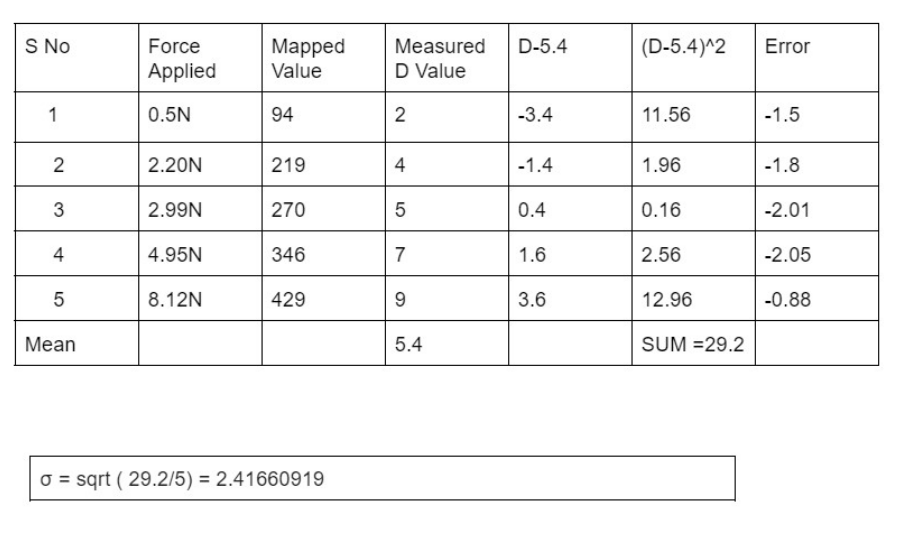 S No Force Applied Mapped Value Measured D Value D-5.4 (D-5.4)^2 Error
1 0.5N 94 2 -3.4 11.56 -1.5
2 2.20N 219 4 -1.4 1.96 -1.8
3 2.99N 270 5 0.4 0.16 -2.01
4 4.95N 346 7 1.6 2.56 -2.05
5 8.12N 429 9 3.6 12.96 -0.88
Mean 5.4 SUM =29.2
σ = sqrt ( 29.2/5) = 2.41660919